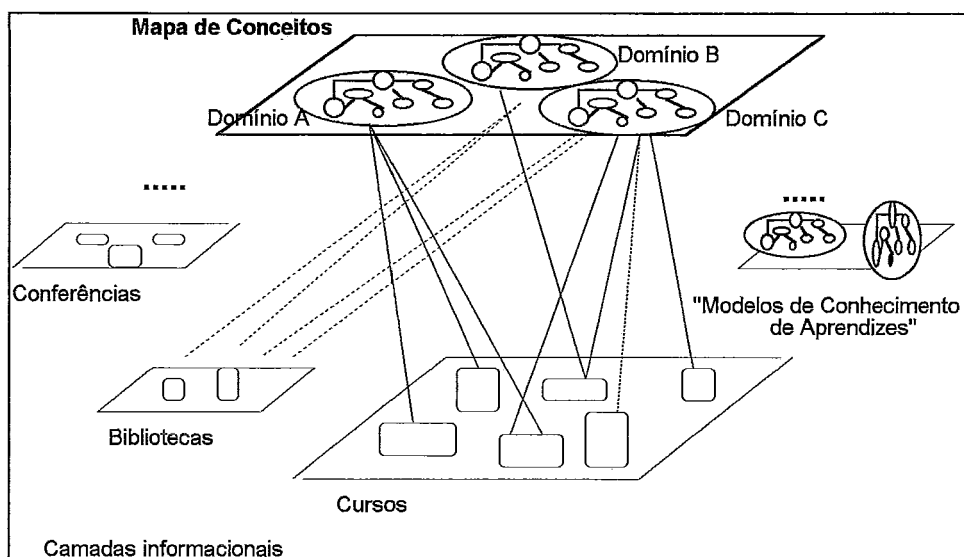 Mapa de Conceitos
Domínio B
Domínio A
Domínio C
Conferências
"Modelos de Conhecimento
de Aprendizes"
Bibliotecas
Cursos
Camadas informacionais